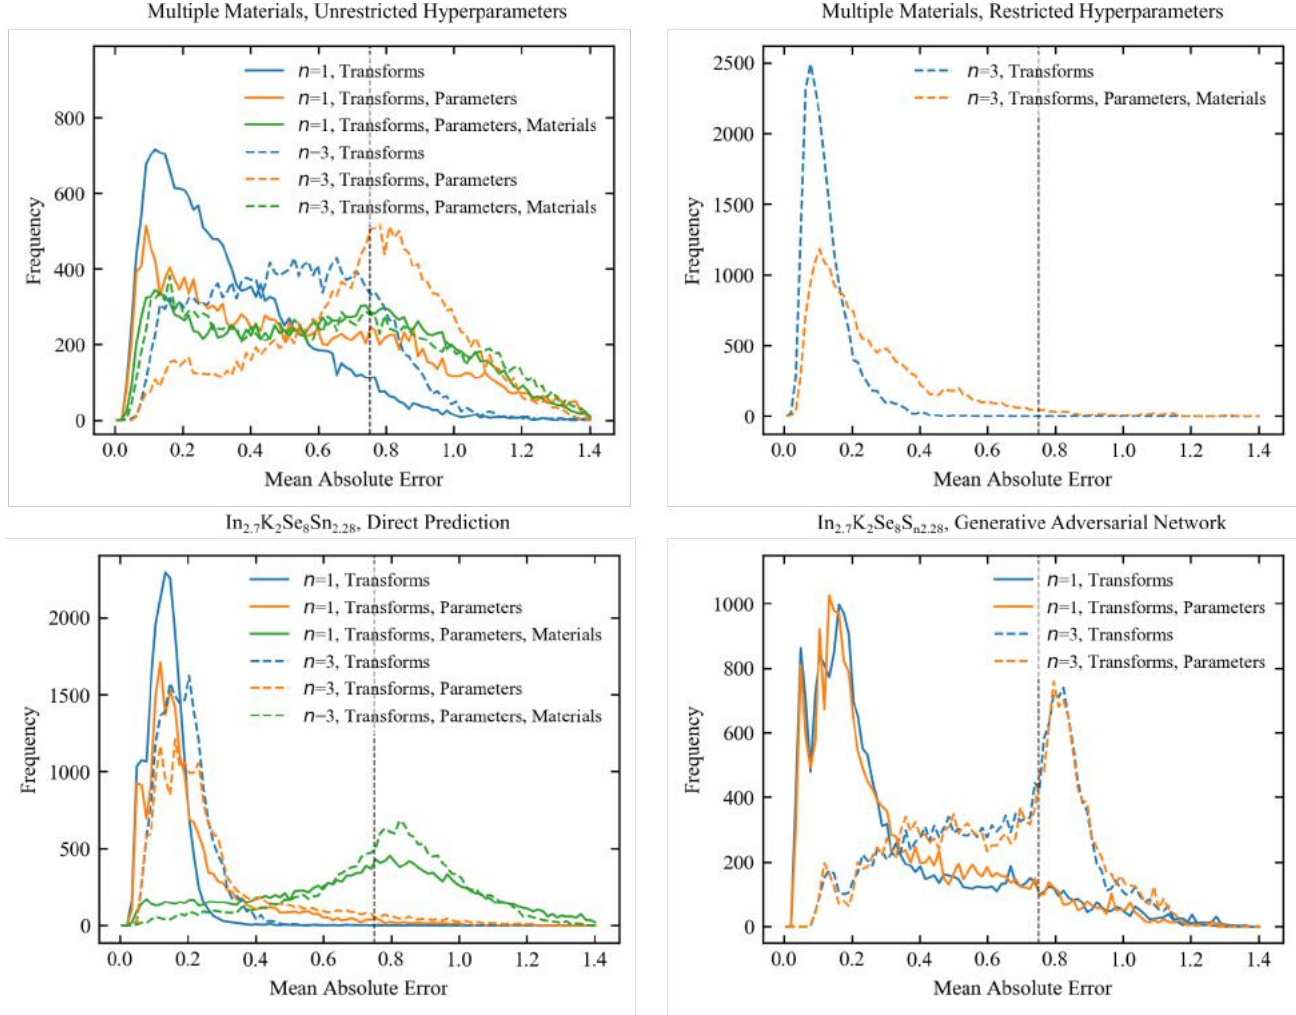 Multiple Materials, Unrestricted Hyperparameters
n=1, Transforms
n=1, Transforms, Parameters
n=1, Transforms, Parameters, Materials
n=3, Transforms
n=3, Transforms, Parameters
n=3, Transforms, Parameters, Materials
800
600
400
200
0
Frequency
0.0 0.2 0.4 0.6 0.8 1.0 1.2 1.4
Mean Absolute Error
Multiple Materials, Restricted Hyperparameters
n=3, Transforms
n=3, Transforms, Parameters, Materials
2500
2000
1500
1000
500
0
Frequency
0.0 0.2 0.4 0.6 0.8 1.0 1.2 1.4
Mean Absolute Error
In2.7K2Se8Sn2.28, Direct Prediction
n=1, Transforms
n=1, Transforms, Parameters
n=1, Transforms, Parameters, Materials
n=3, Transforms
n=3, Transforms, Parameters
n=3, Transforms, Parameters, Materials
2000
1500
1000
500
0
Frequency
0.0 0.2 0.4 0.6 0.8 1.0 1.2 1.4
Mean Absolute Error
In2.7K2Se8Sn2.28, Generative Adversarial Network
n=1, Transforms
n=1, Transforms, Parameters
n=3, Transforms
n=3, Transforms, Parameters
1000
800
600
400
200
0
Frequency
0.0 0.2 0.4 0.6 0.8 1.0 1.2 1.4
Mean Absolute Error